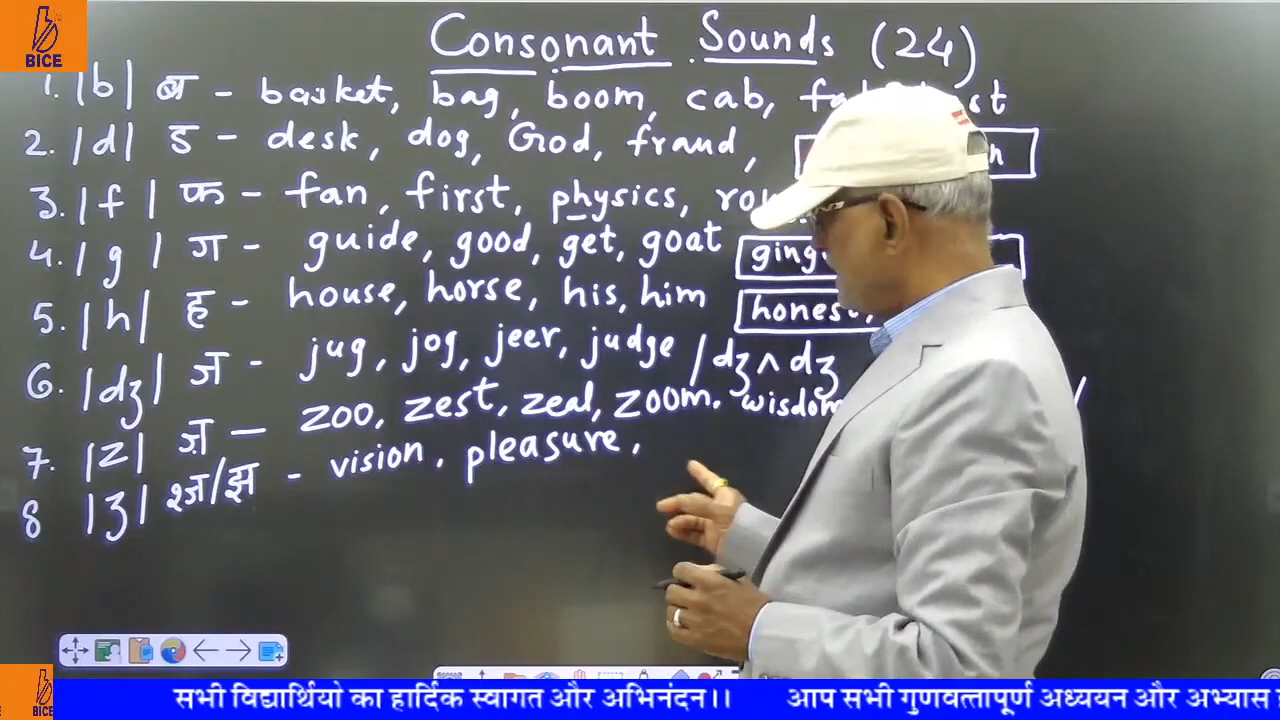 BICE
Consonant Sounds (24)
1. |b| ब - basket, bag, boom, cab,
2. |d| ड - desk, dog, God, fraud,
3. |f| फ - fan, first, physics,
4. |g| ग - guide, good, get, goat
5. |h| ह - house, horse, his, him honest,
6. |dʒ| ज - jug, jog, jeer, judge /dʒʌdʒ
7. |z| ज़ - zoo, zest, zeal, zoom. wisdom
8 |ʒ| श्ज/झ - vision, pleasure,
BICE
सभी विद्यार्थियो का हार्दिक स्वागत और अभिनंदन।। आप सभी गुणवत्तापूर्ण अध्ययन और अभ्यास